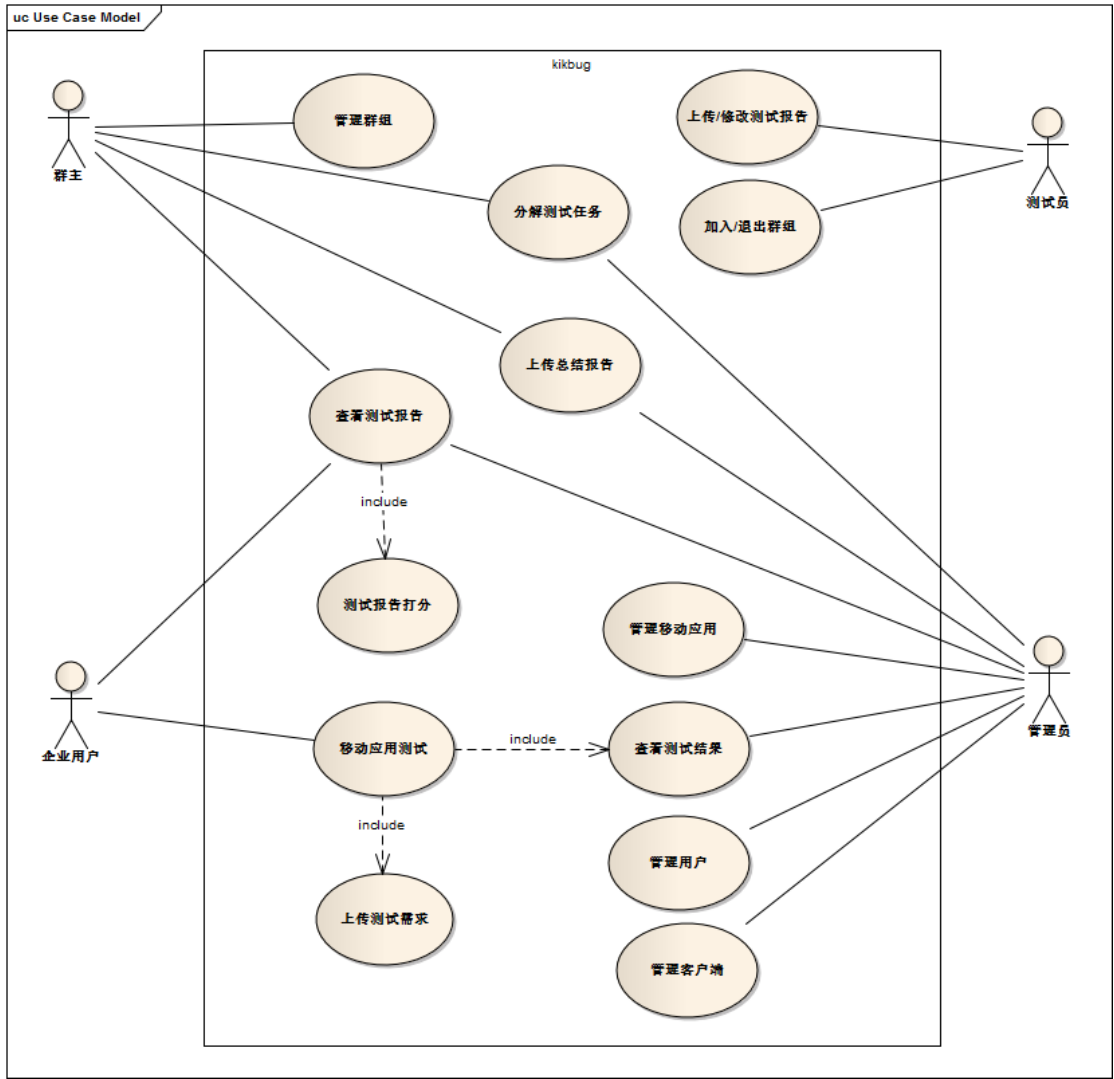 uc Use Case Model
kikbug
管理群组
上传/修改测试报告
群主
测试员
分解测试任务
加入/退出群组
上传总结报告
查看测试报告
include
测试报告打分
管理移动应用
企业用户
管理员
移动应用测试
include
查看测试结果
include
管理用户
上传测试需求
管理客户端